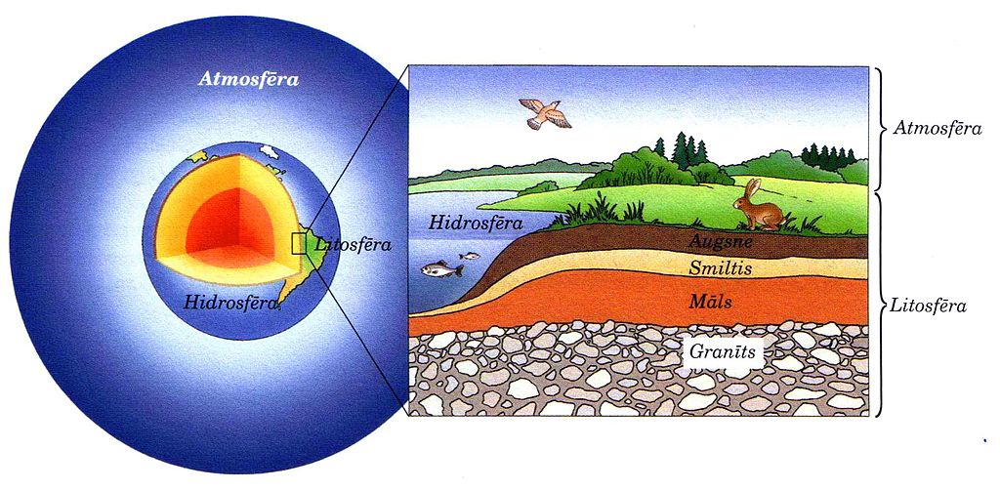 Atmosfēra
Litosfēra
Hidrosfēra
Hidrosfēra
Augsne
Smiltis
Māls
Granīts
Atmosfēra
Litosfēra